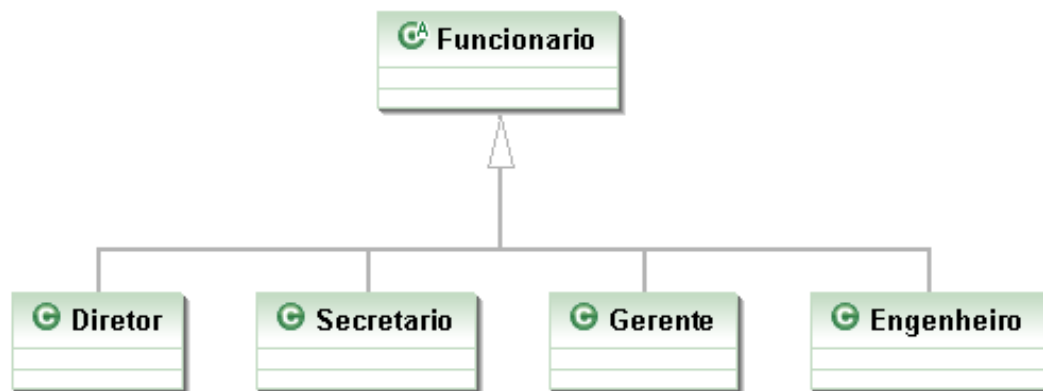 Funcionario
Diretor
Secretario
Gerente
Engenheiro